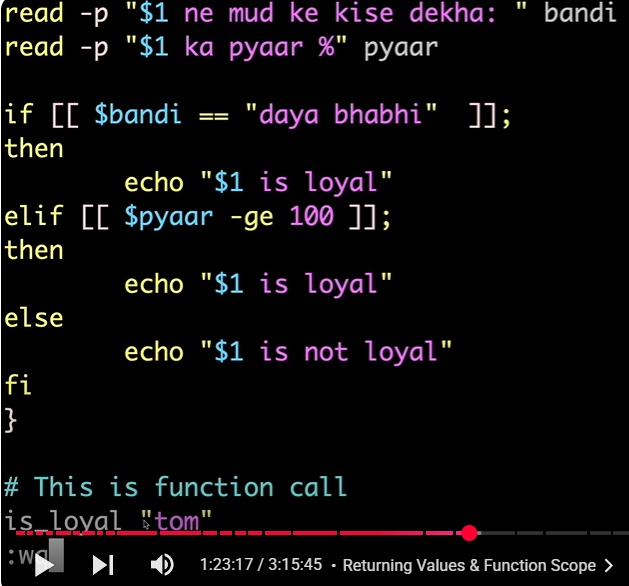 read -p "$1 ne mud ke kise dekha: " bandi
read -p "$1 ka pyaar %" pyaar
if [[ $bandi == "daya bhabhi"  ]];
then
        echo "$1 is loyal"
elif [[ $pyaar -ge 100 ]];
then
        echo "$1 is loyal"
else
        echo "$1 is not loyal"
fi
}
# This is function call
is_loyal "tom"
:wq
1:23:17 / 3:15:45 • Returning Values & Function Scope >